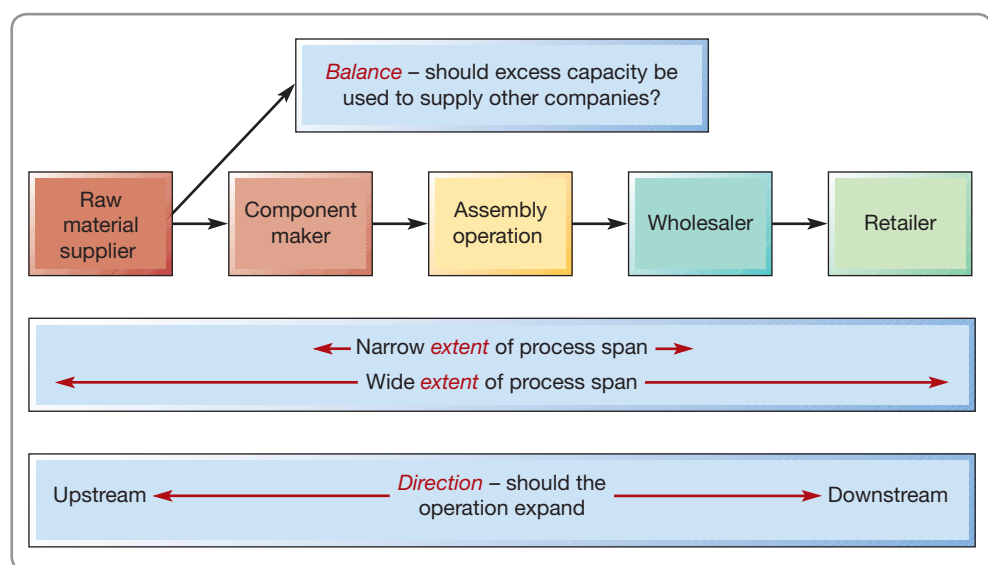 Balance – should excess capacity be
used to supply other companies?
Raw
material
supplier
Component
maker
Assembly
operation
Wholesaler
Retailer
Narrow extent of process span
Wide extent of process span
Upstream
Direction – should the
operation expand
Downstream